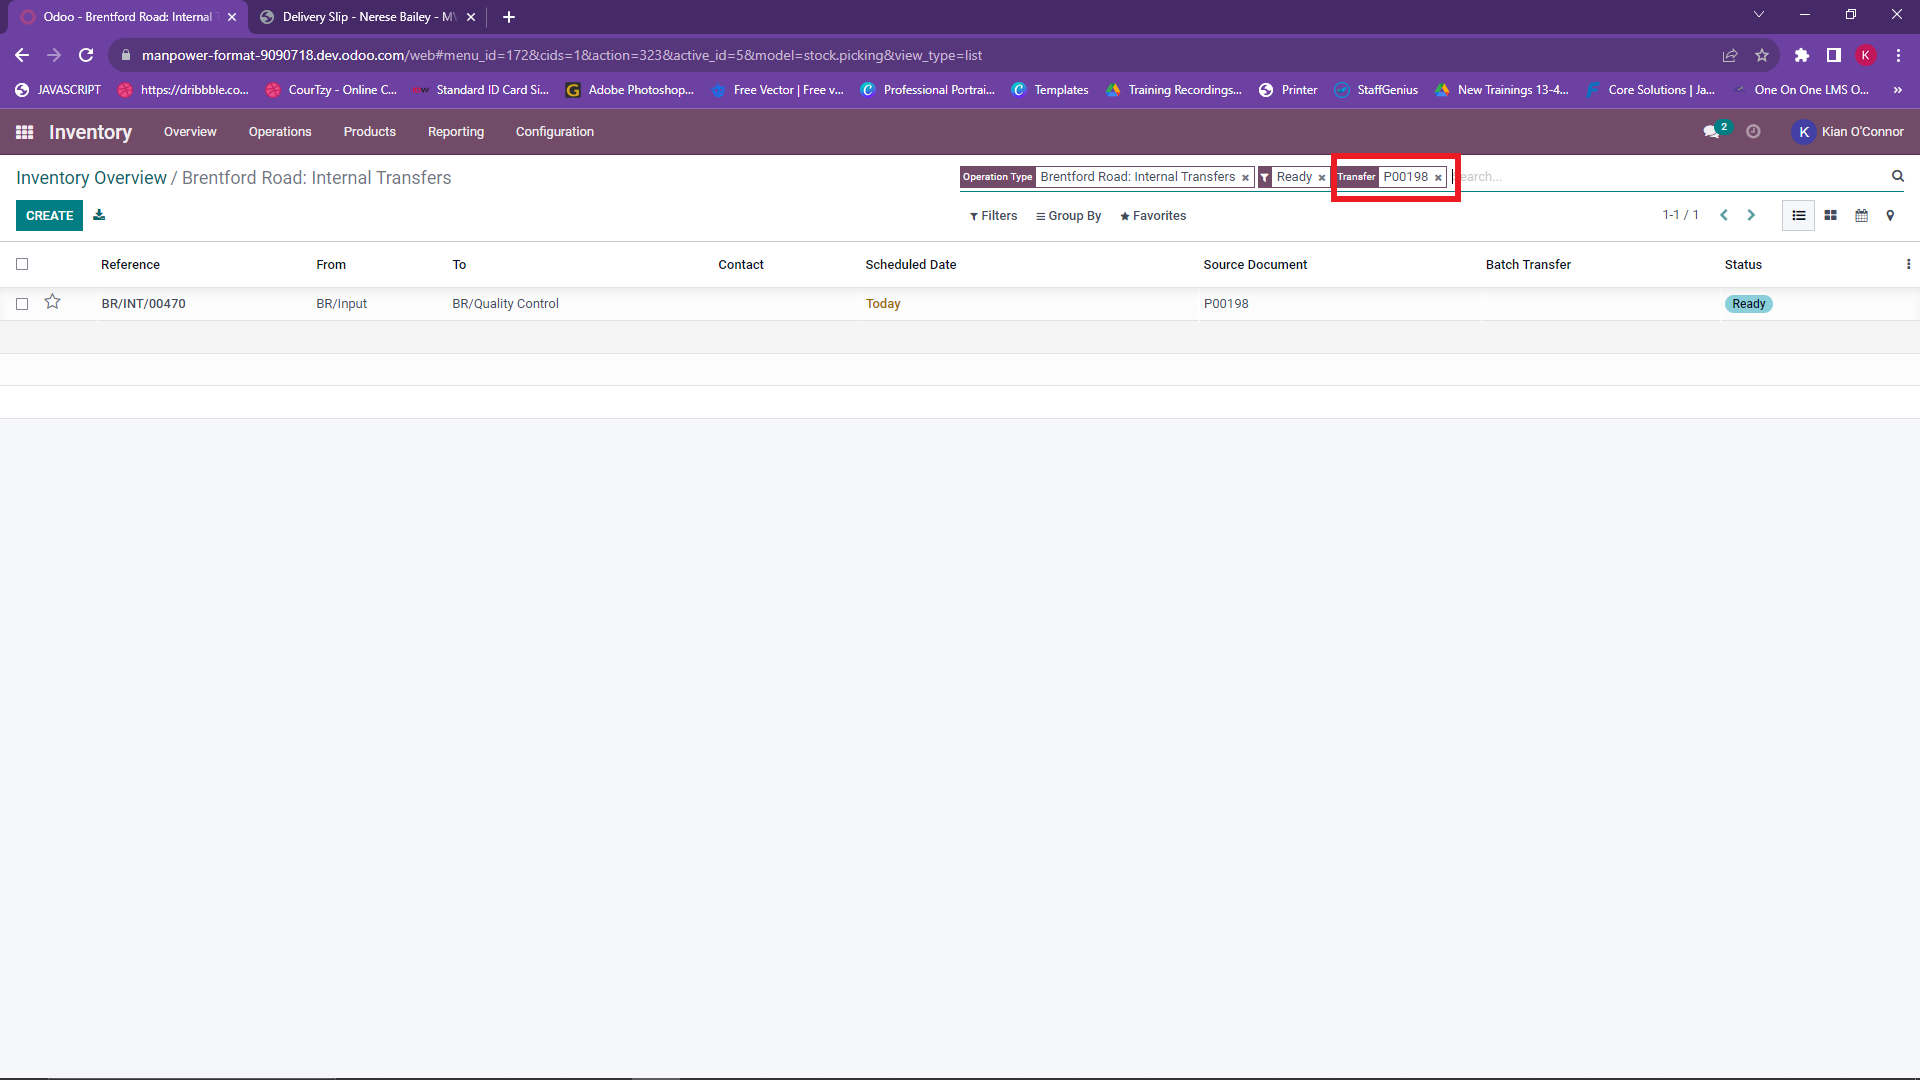 Odoo - Brentford Road: Internal T
Delivery Slip - Nerese Bailey - MV
manpower-format-9090718.dev.odoo.com/web#menu_id=172&cids=1&action=323&active_id=5&model=stock.picking&view_type=list
K
JAVASCRIPT
https://dribbble.co...
CourTzy - Online C...
Standard ID Card Si...
Adobe Photoshop...
Free Vector | Free v...
Professional Portrai...
Templates
Training Recordings...
Printer
StaffGenius
New Trainings 13-4...
Core Solutions | Ja...
One On One LMS O...
»
Inventory
Overview
Operations
Products
Reporting
Configuration
2
K
Kian O'Connor
Inventory Overview / Brentford Road: Internal Transfers
Operation Type Brentford Road: Internal Transfers ×
Ready ×
Transfer P00198 ×
earch...
CREATE
Filters
Group By
Favorites
1-1 / 1
Reference From To Contact Scheduled Date Source Document Batch Transfer Status
BR/INT/00470 BR/Input BR/Quality Control Today P00198 Ready